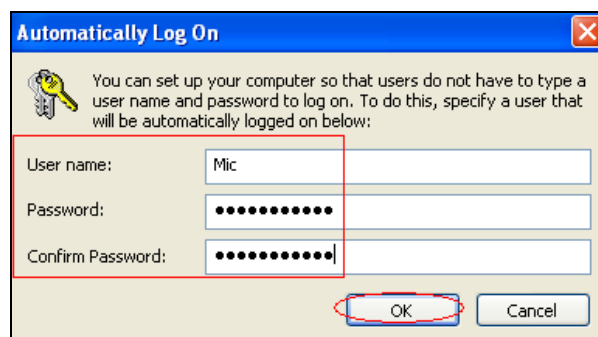 Automatically Log On
You can set up your computer so that users do not have to type a
user name and password to log on. To do this, specify a user that
will be automatically logged on below:
User name: Mic
Password: ●●●●●●●●●●●
Confirm Password: ●●●●●●●●●●●
OK Cancel